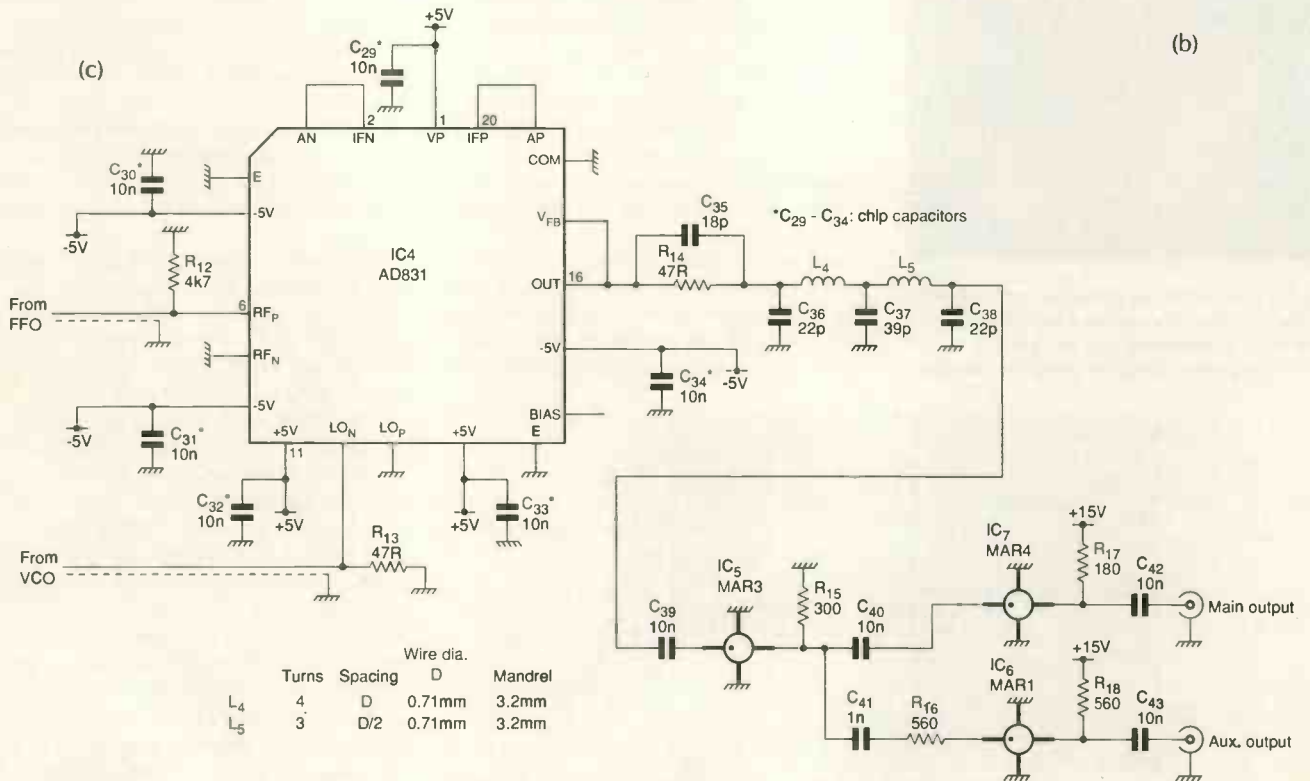 (c)
(b)
+5V
C29*
10n
2
1
20
AN
IFN
VP
IFP
AP
COM
C30*
10n
E
-5V
-5V
VFB
C35
18p
*C29 - C34: chip capacitors
IC4
AD831
R14
47R
L4
L5
R12
4k7
OUT
16
C36
22p
C37
39p
C38
22p
From
FFO
6
RFP
RFN
-5V
C34*
10n
-5V
-5V
-5V
C31*
10n
BIAS
+5V
LON
LOP
+5V
E
11
C32*
10n
+5V
+5V
C33*
10n
R13
47R
From
VCO
+15V
IC7
MAR4
R17
180
C42
10n
IC5
MAR3
R15
300
C39
10n
C40
10n
Main output
+15V
IC6
MAR1
R18
560
C43
10n
C41
1n
R16
560
Aux. output
Turns Spacing Wire dia. D Mandrel
L4 4 D 0.71mm 3.2mm
L5 3 D/2 0.71mm 3.2mm